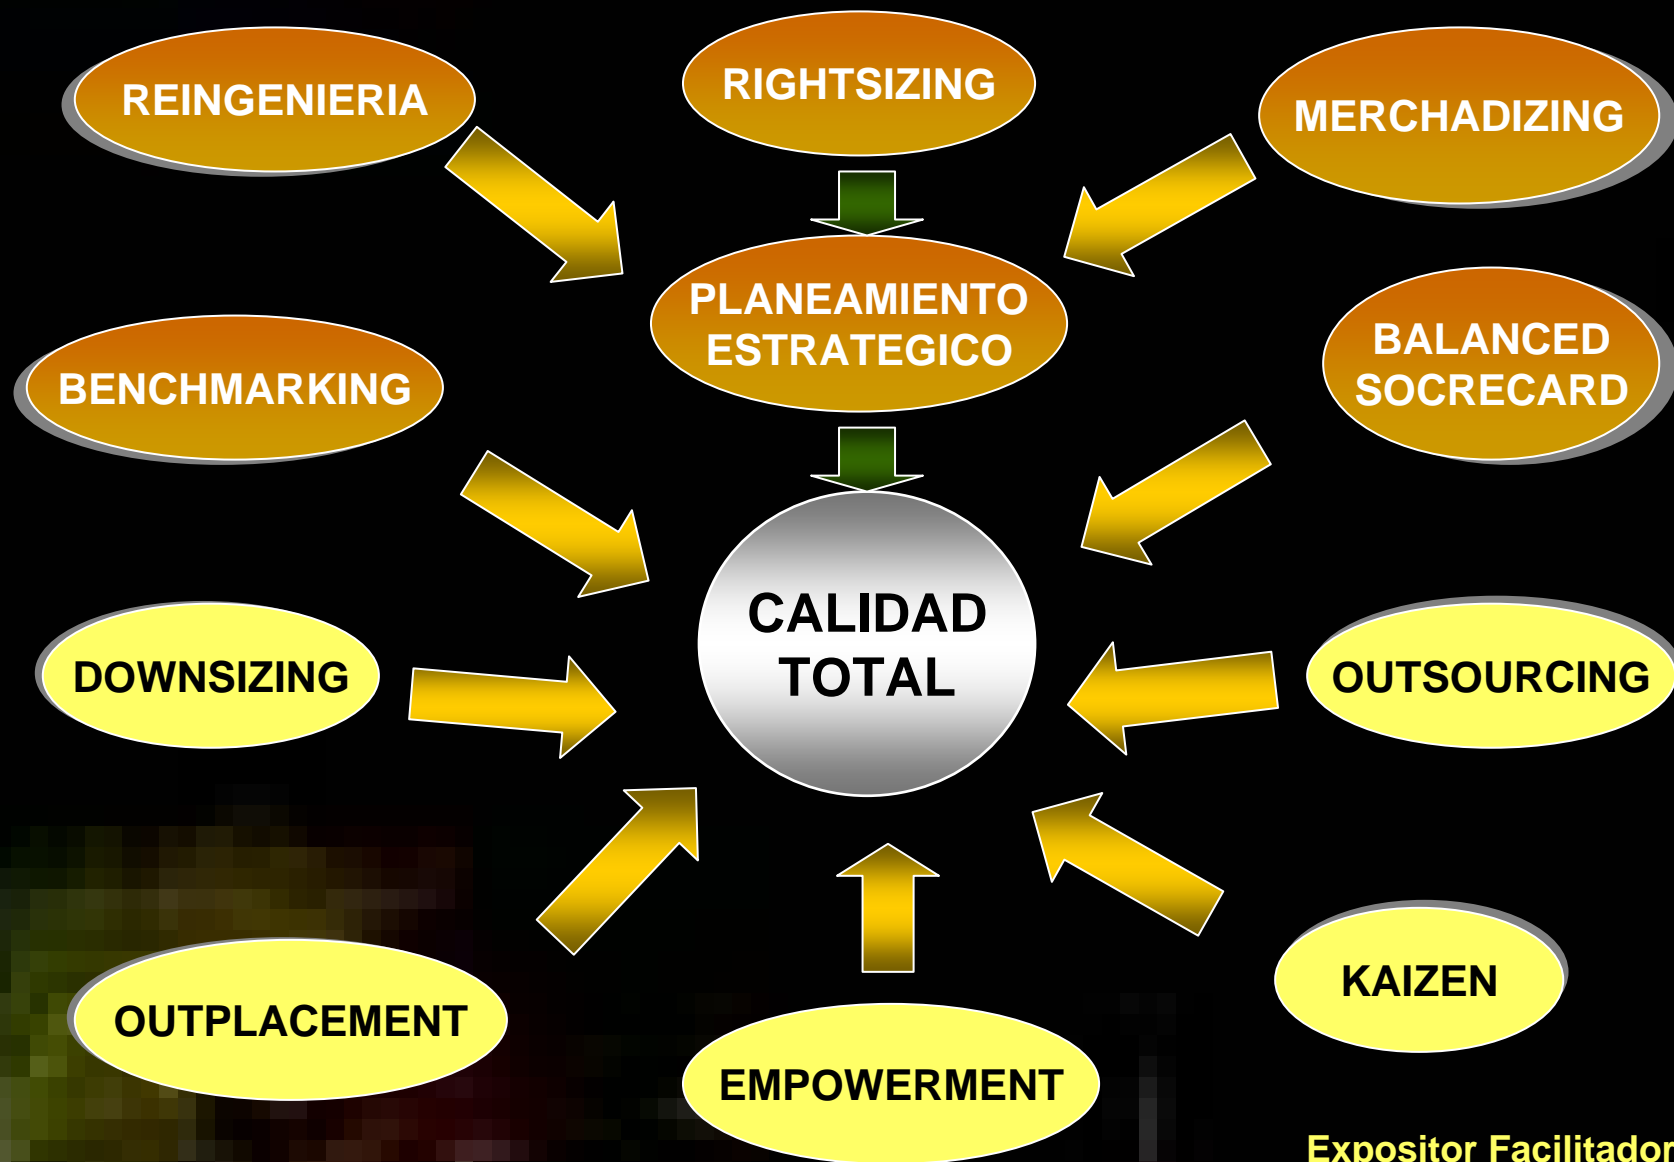 REINGENIERIA
RIGHTSIZING
MERCHADIZING
PLANEAMIENTO
ESTRATEGICO
BALANCED
SOCRECARD
BENCHMARKING
CALIDAD
TOTAL
DOWNSIZING
OUTSOURCING
OUTPLACEMENT
KAIZEN
EMPOWERMENT
Expositor Facilitador